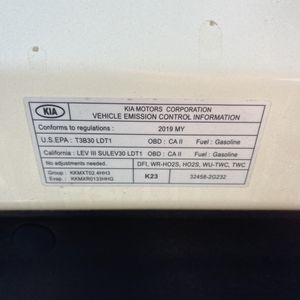 KIA
KIA MOTORS CORPORATION
VEHICLE EMISSION CONTROL INFORMATION
Conforms to regulations : 2019 MY
U.S.EPA : T3B30 LDT1 OBD : CA II Fuel : Gasoline
California : LEV III SULEV30 LDT1 OBD : CA II Fuel : Gasoline
No adjustments needed. DFI, WR-HO2S, HO2S, WU-TWC, TWC
Group : KKMXT02.4HH3 K23 32458-2G232
Evap. : KKMXR0133HHG